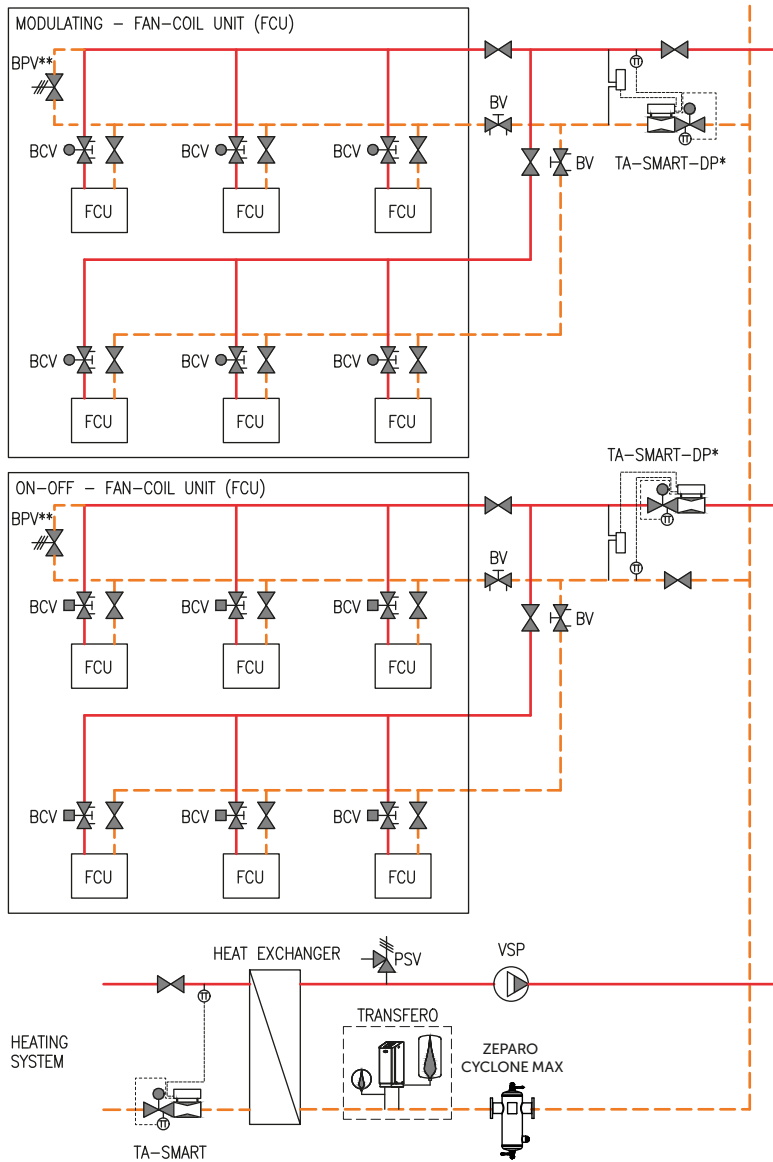 MODULATING – FAN-COIL UNIT (FCU)
BPV**
BV
BCV BCV BCV
BV
TA-SMART-DP*
FCU FCU FCU
BCV BCV BCV
FCU FCU FCU
TA-SMART-DP*
ON-OFF – FAN-COIL UNIT (FCU)
BPV**
BV
BCV BCV BCV
BV
FCU FCU FCU
BCV BCV BCV
FCU FCU FCU
HEAT EXCHANGER
PSV
VSP
TRANSFERO
HEATING
SYSTEM
ZEPARO
CYCLONE MAX
TA-SMART